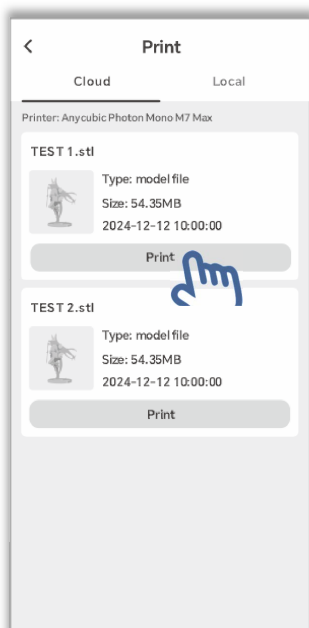 Print
Cloud Local
Printer: Anycubic Photon Mono M7 Max
TEST 1.stl
Type: model file
Size: 54.35MB
2024-12-12 10:00:00
Print
TEST 2.stl
Type: model file
Size: 54.35MB
2024-12-12 10:00:00
Print